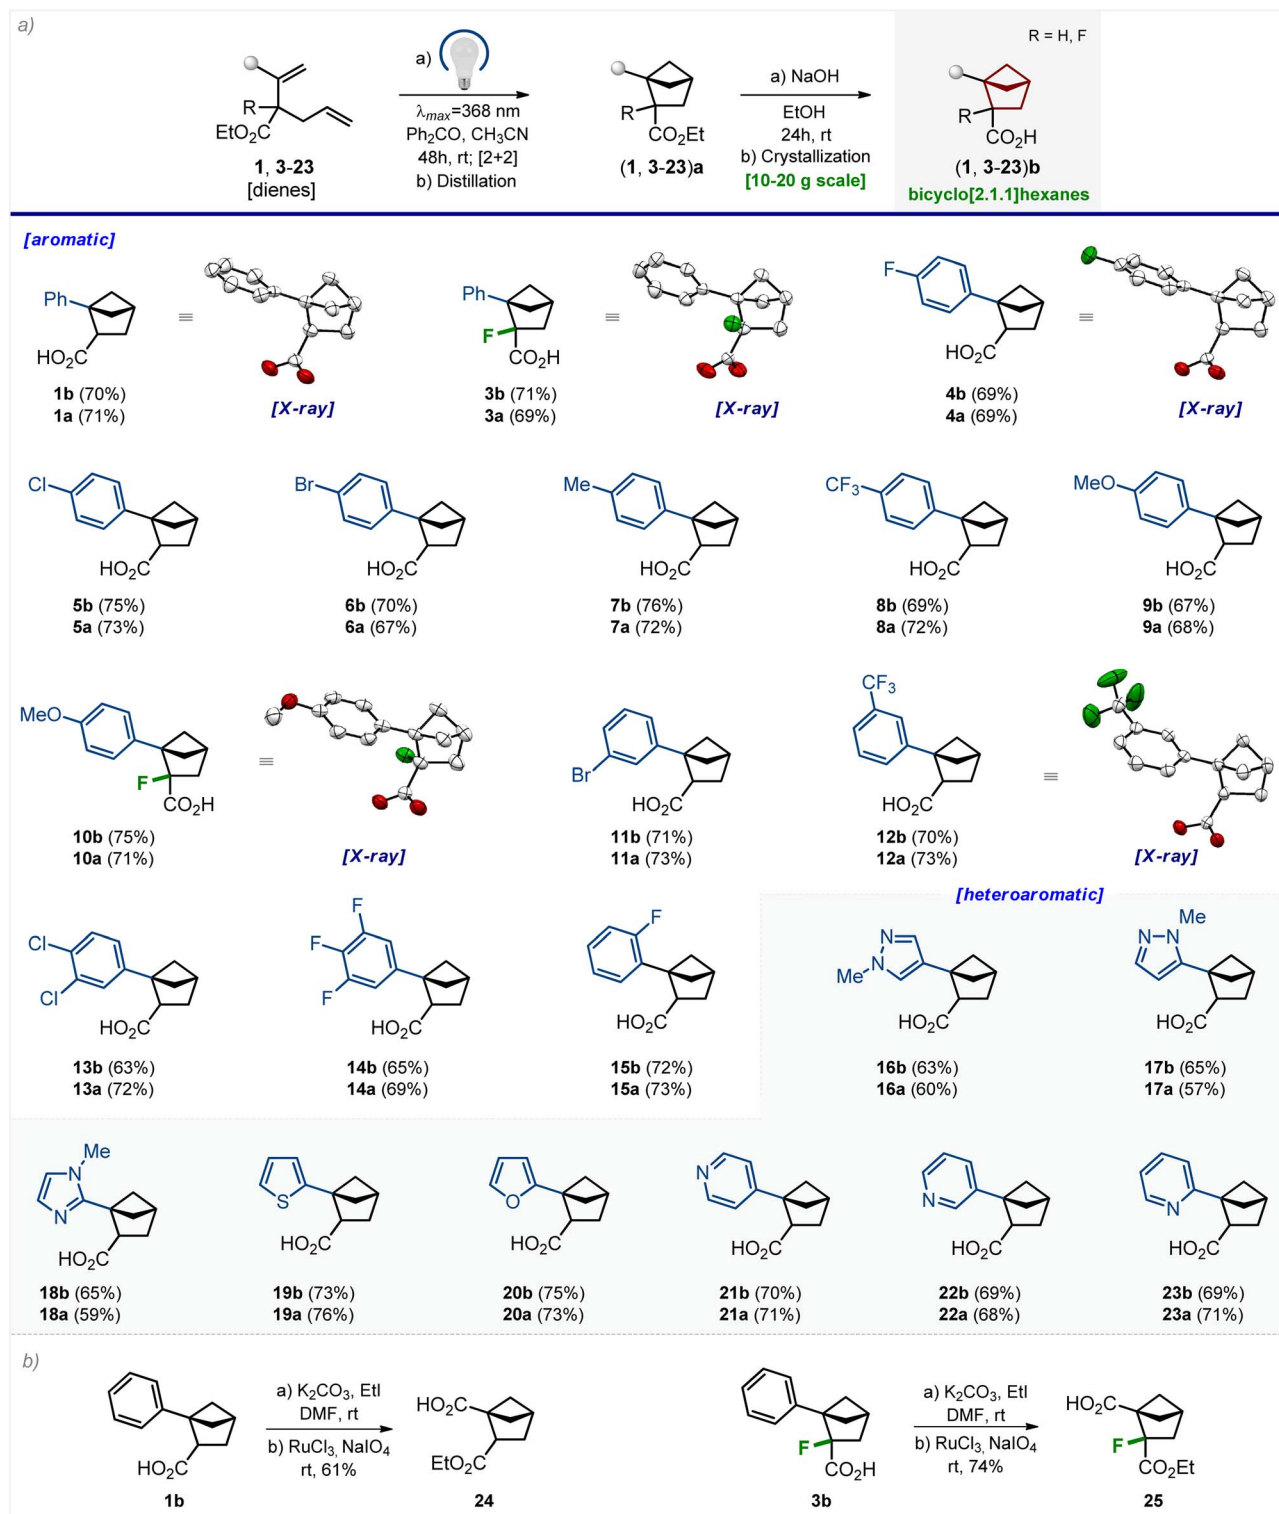 a)
R
EtO₂C
1, 3-23
[dienes]
a)
λmax=368 nm
Ph₂CO, CH₃CN
48h, rt; [2+2]
b) Distillation
R
CO₂Et
(1, 3-23)a
a) NaOH
EtOH
24h, rt
b) Crystallization
[10-20 g scale]
R = H, F
R
CO₂H
(1, 3-23)b
bicyclo[2.1.1]hexanes
[aromatic]
Ph
HO₂C
≡
1b (70%)
1a (71%)
[X-ray]
Ph
F
CO₂H
≡
3b (71%)
3a (69%)
[X-ray]
F
HO₂C
≡
4b (69%)
4a (69%)
[X-ray]
Cl
HO₂C
5b (75%)
5a (73%)
Br
HO₂C
6b (70%)
6a (67%)
Me
HO₂C
7b (76%)
7a (72%)
CF₃
HO₂C
8b (69%)
8a (72%)
MeO
HO₂C
9b (67%)
9a (68%)
MeO
F
CO₂H
≡
10b (75%)
10a (71%)
[X-ray]
Br
HO₂C
11b (71%)
11a (73%)
CF₃
HO₂C
≡
12b (70%)
12a (73%)
[X-ray]
Cl
Cl
HO₂C
13b (63%)
13a (72%)
F
F
F
HO₂C
14b (65%)
14a (69%)
F
HO₂C
15b (72%)
15a (73%)
[heteroaromatic]
N
N
Me
HO₂C
16b (63%)
16a (60%)
Me
N
N
HO₂C
17b (65%)
17a (57%)
Me
N
N
HO₂C
18b (65%)
18a (59%)
S
HO₂C
19b (73%)
19a (76%)
O
HO₂C
20b (75%)
20a (73%)
N
HO₂C
21b (70%)
21a (71%)
N
HO₂C
22b (69%)
22a (68%)
N
HO₂C
23b (69%)
23a (71%)
b)
HO₂C
1b
a) K₂CO₃, EtI
DMF, rt
b) RuCl₃, NaIO₄
rt, 61%
HO₂C
EtO₂C
24
F
CO₂H
3b
a) K₂CO₃, EtI
DMF, rt
b) RuCl₃, NaIO₄
rt, 74%
HO₂C
F
CO₂Et
25